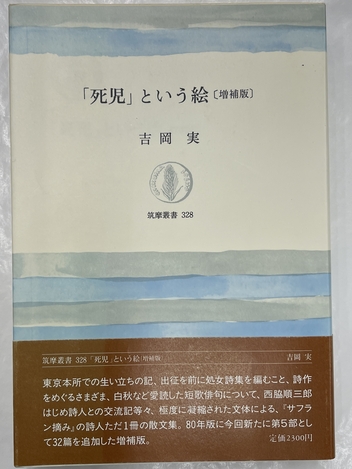 「死児」という絵〔増補版〕
吉岡 実
筑摩叢書 328
筑摩叢書 328「死児」という絵〔増補版〕 吉岡 実
東京本所での生い立ちの記、出征を前に処女詩集を編むこと、詩作
をめぐるさまざま、白秋など愛読した短歌俳句について、西脇順三郎
はじめ詩人との交流記等々、極度に凝縮された文体による、『サフラ
ン摘み』の詩人ただ1冊の散文集。80年版に今回新たに第5部とし
て32篇を追加した増補版。
定価2300円